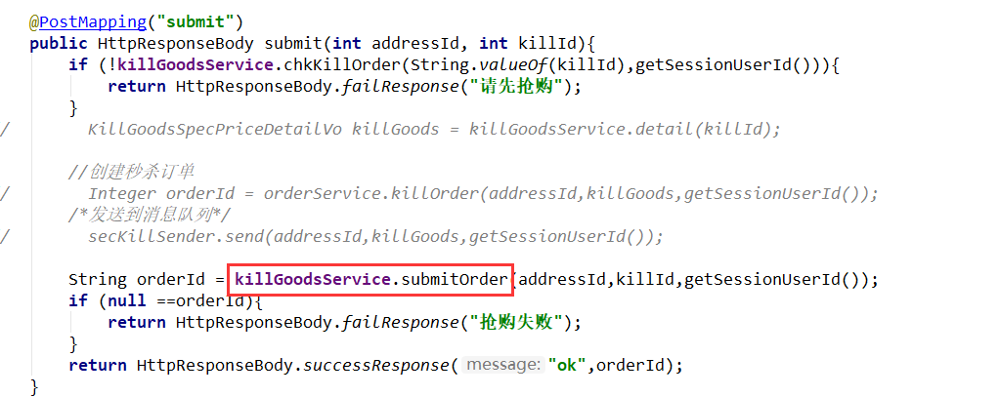 @PostMapping("submit")
public HttpResponseBody submit(int addressId, int killId){
if (!killGoodsService.chkKillOrder(String.valueOf(killId),getSessionUserId())){
return HttpResponseBody.failResponse("请先抢购");
}
/ KillGoodsSpecPriceDetailVo killGoods = killGoodsService.detail(killId);
//创建秒杀订单
/ Integer orderId = orderService.killOrder(addressId,killGoods,getSessionUserId());
/*发送到消息队列*/
/ secKillSender.send(addressId,killGoods,getSessionUserId());
String orderId = killGoodsService.submitOrder(addressId,killId,getSessionUserId());
if (null ==orderId){
return HttpResponseBody.failResponse("抢购失败");
}
return HttpResponseBody.successResponse( message: "ok",orderId);
}